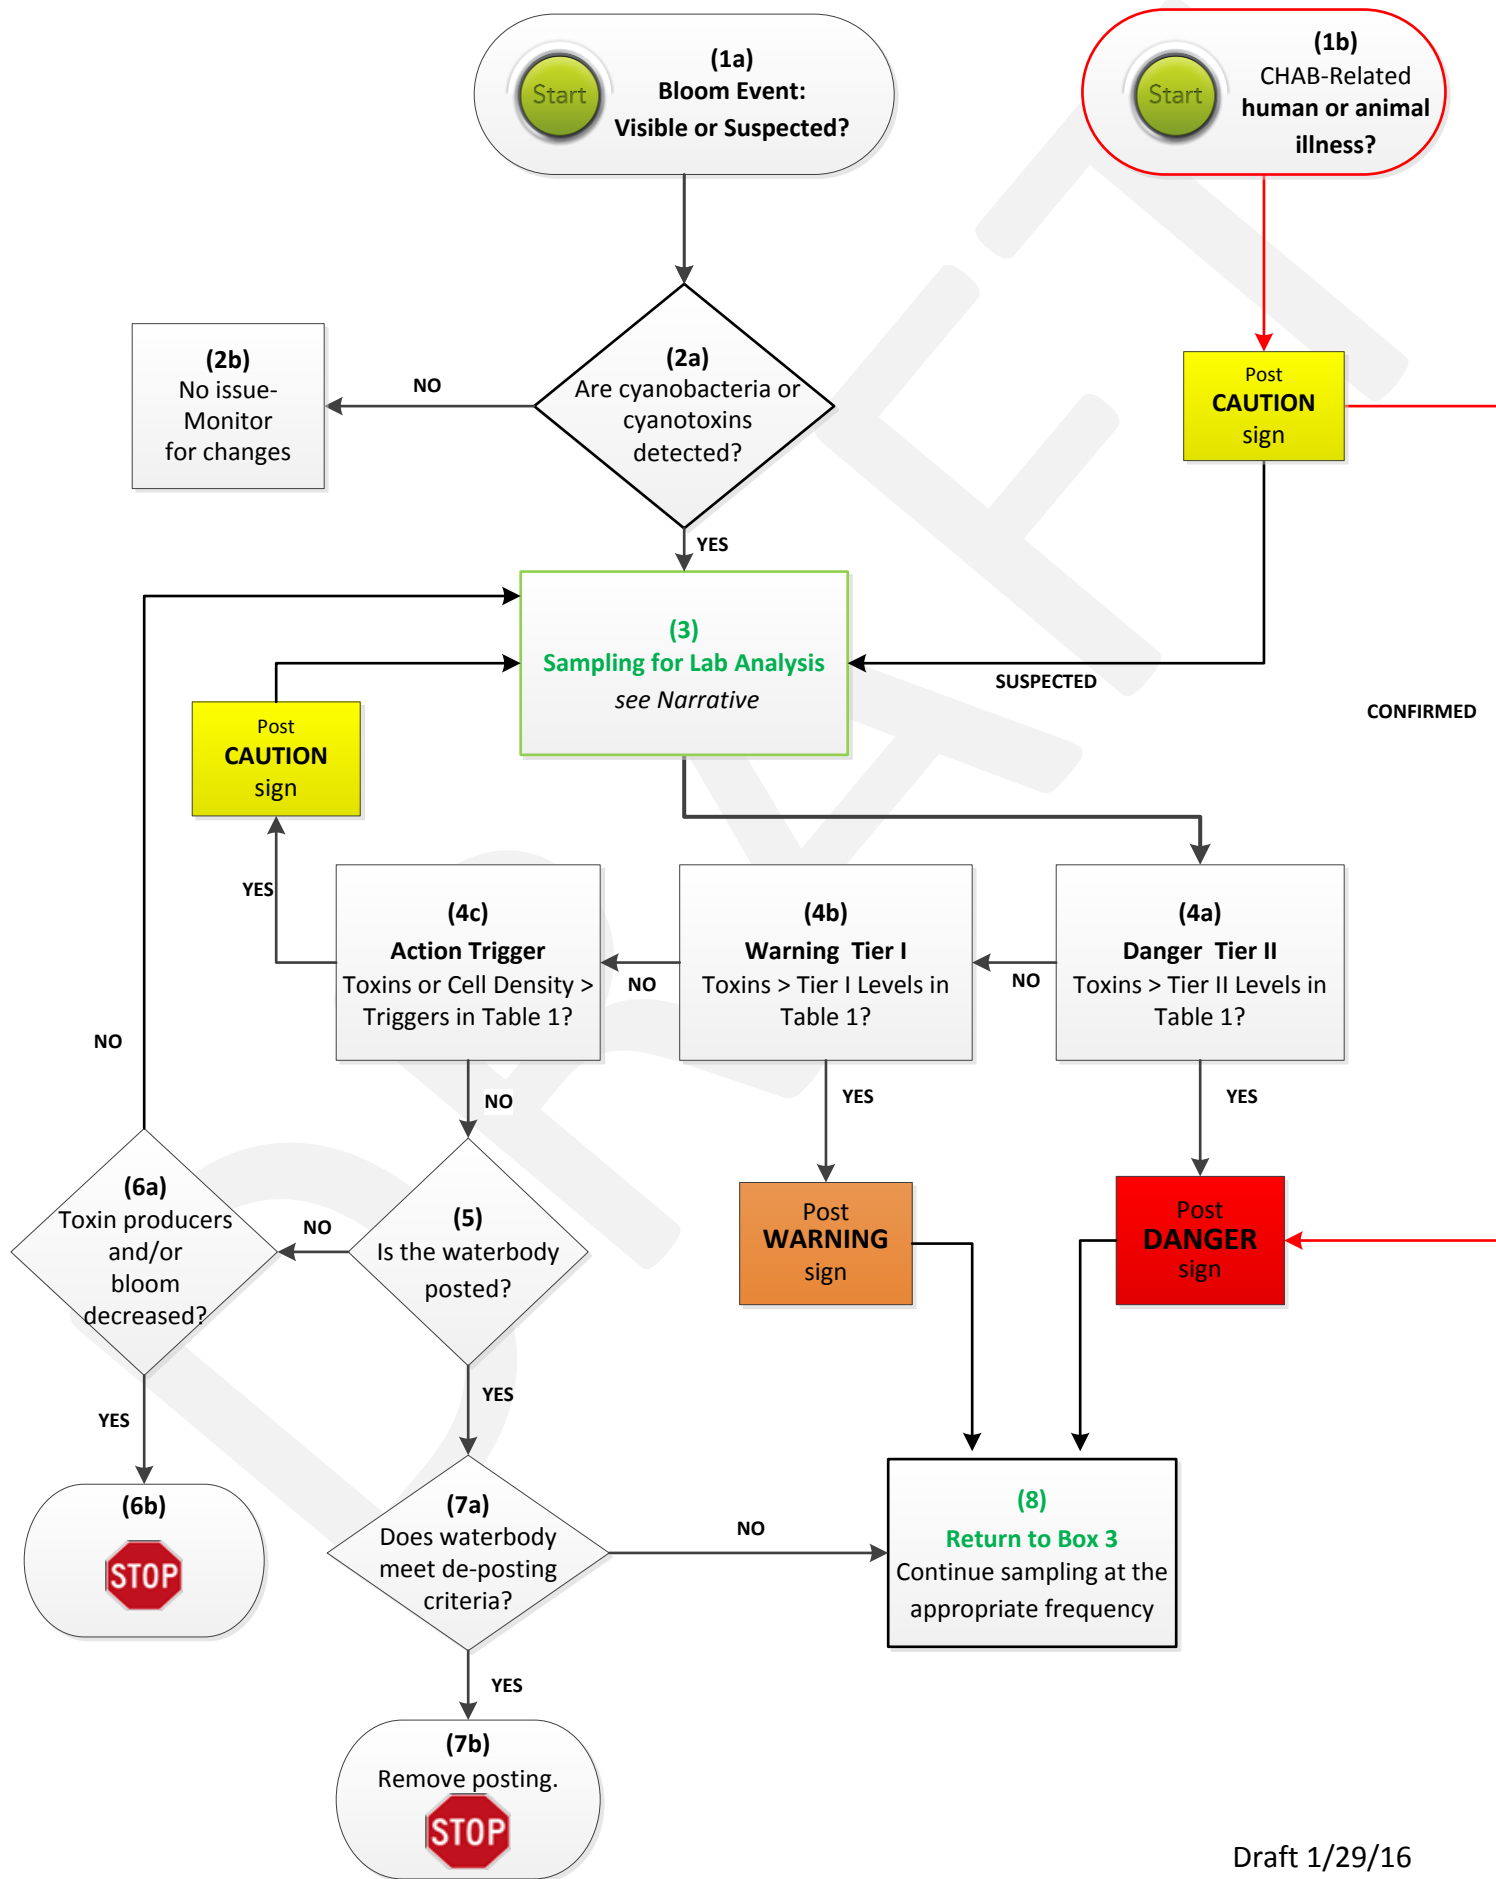 (1a)
Start
Bloom Event:
Visible or Suspected?
(1b)
Start
CHAB-Related
human or animal
illness?
(2b)
No issue-
Monitor
for changes
NO
(2a)
Are cyanobacteria or
cyanotoxins
detected?
Post
CAUTION
sign
YES
(3)
Sampling for Lab Analysis
see Narrative
SUSPECTED
CONFIRMED
Post
CAUTION
sign
YES
(4c)
Action Trigger
Toxins or Cell Density >
Triggers in Table 1?
NO
(4b)
Warning Tier I
Toxins > Tier I Levels in
Table 1?
NO
(4a)
Danger Tier II
Toxins > Tier II Levels in
Table 1?
NO
NO
YES
YES
(6a)
Toxin producers
and/or
bloom
decreased?
NO
(5)
Is the waterbody
posted?
Post
WARNING
sign
Post
DANGER
sign
YES
YES
(6b)
STOP
(7a)
Does waterbody
meet de-posting
criteria?
NO
(8)
Return to Box 3
Continue sampling at the
appropriate frequency
YES
(7b)
Remove posting.
STOP
Draft 1/29/16
DRAFT